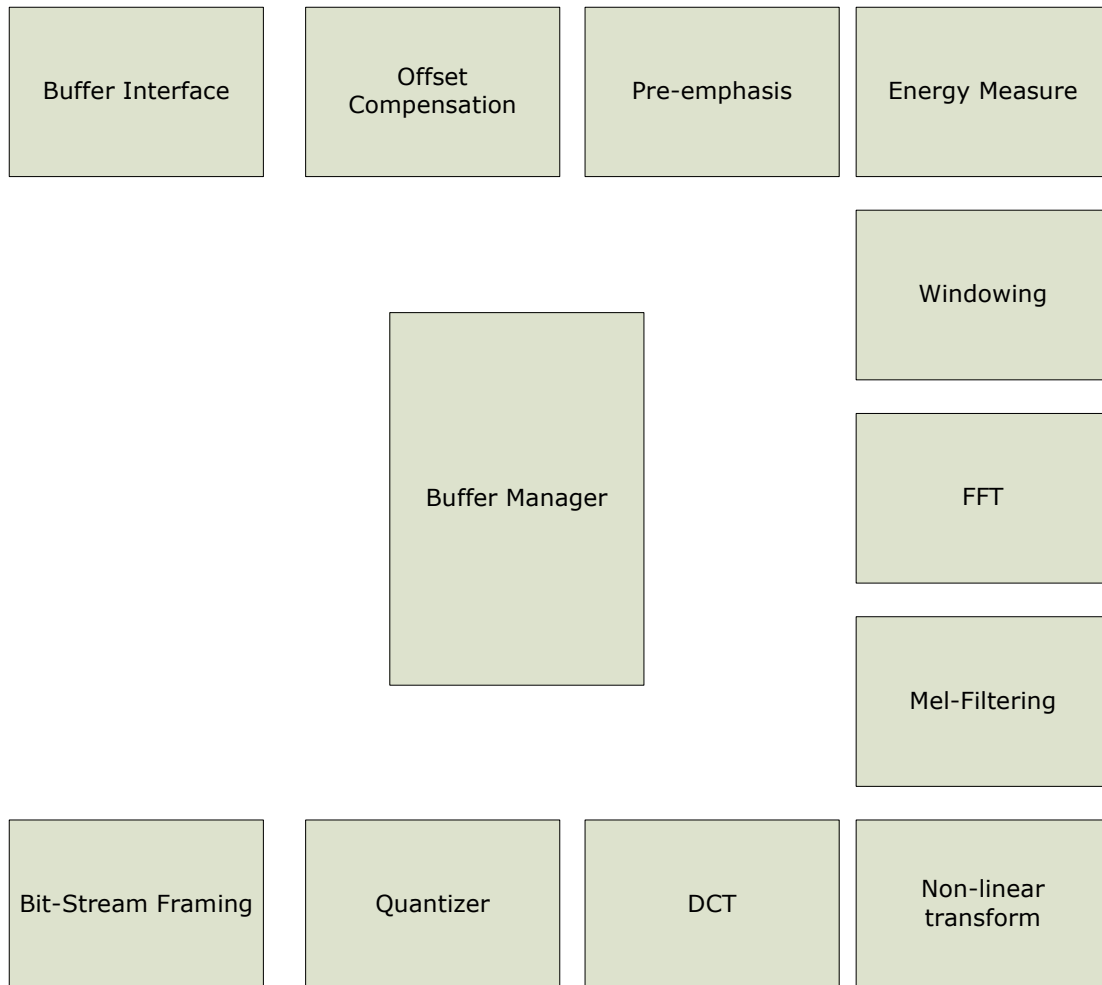 Buffer Interface
Offset
Compensation
Pre-emphasis
Energy Measure
Windowing
Buffer Manager
FFT
Mel-Filtering
Bit-Stream Framing
Quantizer
DCT
Non-linear
transform